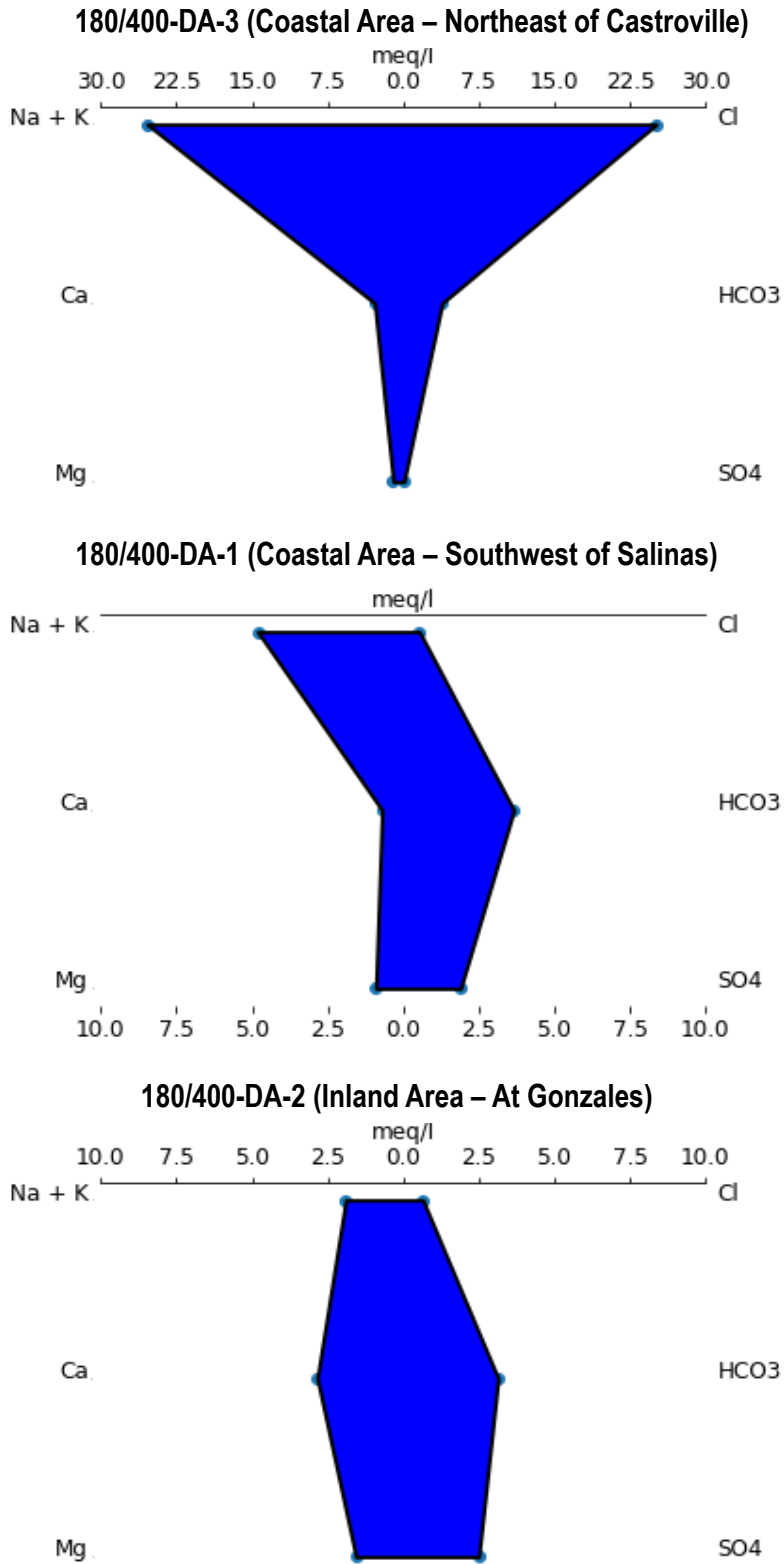 180/400-DA-3 (Coastal Area – Northeast of Castroville)
meq/l
30.0 22.5 15.0 7.5 0.0 7.5 15.0 22.5 30.0
Na + K Cl
Ca HCO3
Mg SO4
180/400-DA-1 (Coastal Area – Southwest of Salinas)
meq/l
Na + K Cl
Ca HCO3
Mg SO4
10.0 7.5 5.0 2.5 0.0 2.5 5.0 7.5 10.0
180/400-DA-2 (Inland Area – At Gonzales)
meq/l
10.0 7.5 5.0 2.5 0.0 2.5 5.0 7.5 10.0
Na + K Cl
Ca HCO3
Mg SO4